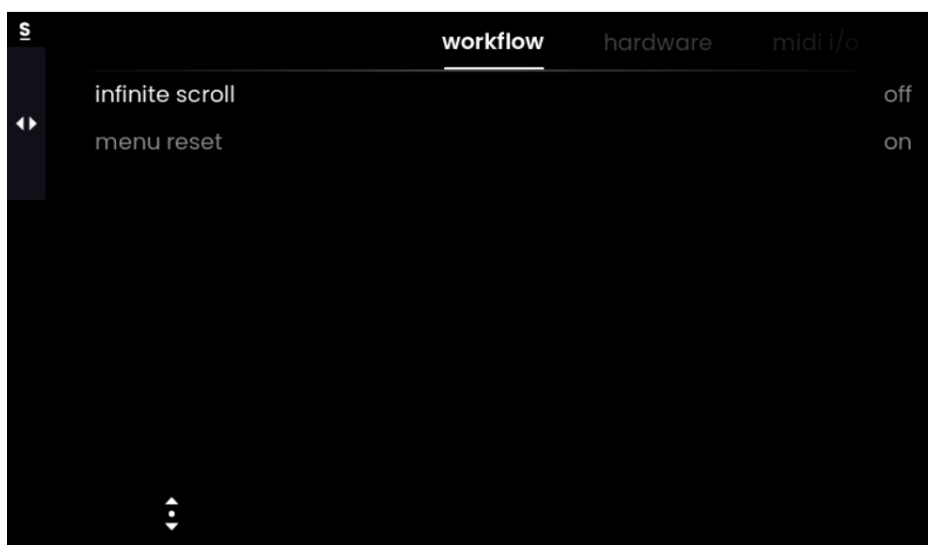 S
workflow hardware midi i/o
infinite scroll off
menu reset on